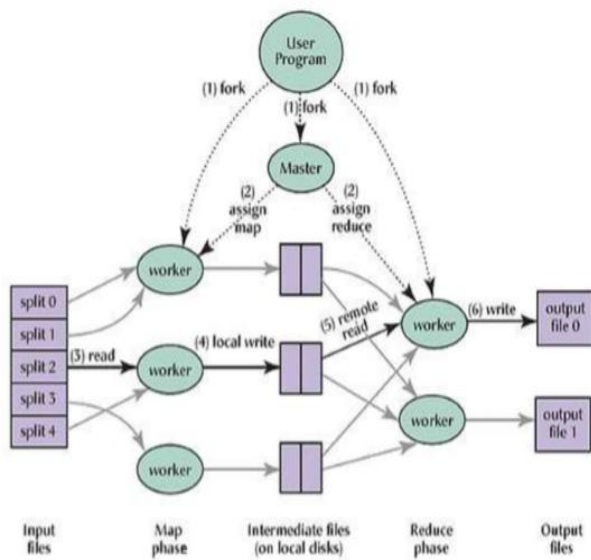 User
Program
(1) fork
(1) fork
(1) fork
Master
(2)
assign
map
(2)
assign
reduce
worker
split 0
split 1
split 2
split 3
split 4
(3) read
worker
(4) local write
(5) remote
read
worker
(6) write
output
file 0
worker
output
file 1
worker
Input
files
Map
phase
Intermediate files
(on local disks)
Reduce
phase
Output
files